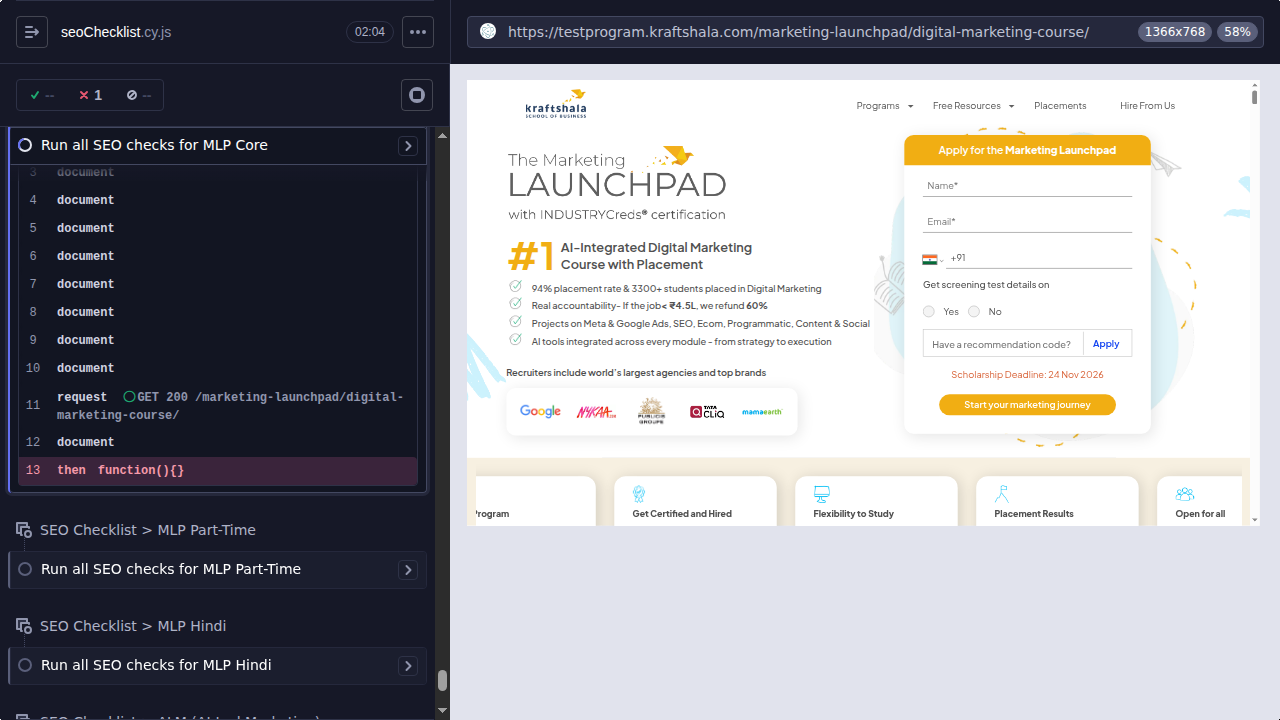 seoChecklist.cy.js
02:04
--
1
--
Run all SEO checks for MLP Core
3 document
4 document
5 document
6 document
7 document
8 document
9 document
10 document
11 request GET 200 /marketing-launchpad/digital-
marketing-course/
12 document
13 then function(){}
SEO Checklist > MLP Part-Time
Run all SEO checks for MLP Part-Time
SEO Checklist > MLP Hindi
Run all SEO checks for MLP Hindi
https://testprogram.kraftshala.com/marketing-launchpad/digital-marketing-course/
1366x768
58%
kraftshala
SCHOOL OF BUSINESS
Programs
Free Resources
Placements
Hire From Us
The Marketing
LAUNCHPAD
with INDUSTRYCreds® certification
#1 AI-Integrated Digital Marketing
Course with Placement
94% placement rate & 3300+ students placed in Digital Marketing
Real accountability- If the job< ₹4.5L, we refund 60%
Projects on Meta & Google Ads, SEO, Ecom, Programmatic, Content & Social
AI tools integrated across every module - from strategy to execution
Recruiters include world's largest agencies and top brands
Google
NYKAA.COM
PUBLICIS
GROUPE
TATA
CLiQ
mamaearth
Apply for the Marketing Launchpad
Name*
Email*
+91
Get screening test details on
Yes
No
Have a recommendation code?
Apply
Scholarship Deadline: 24 Nov 2026
Start your marketing journey
Program
Get Certified and Hired
Flexibility to Study
Placement Results
Open for all